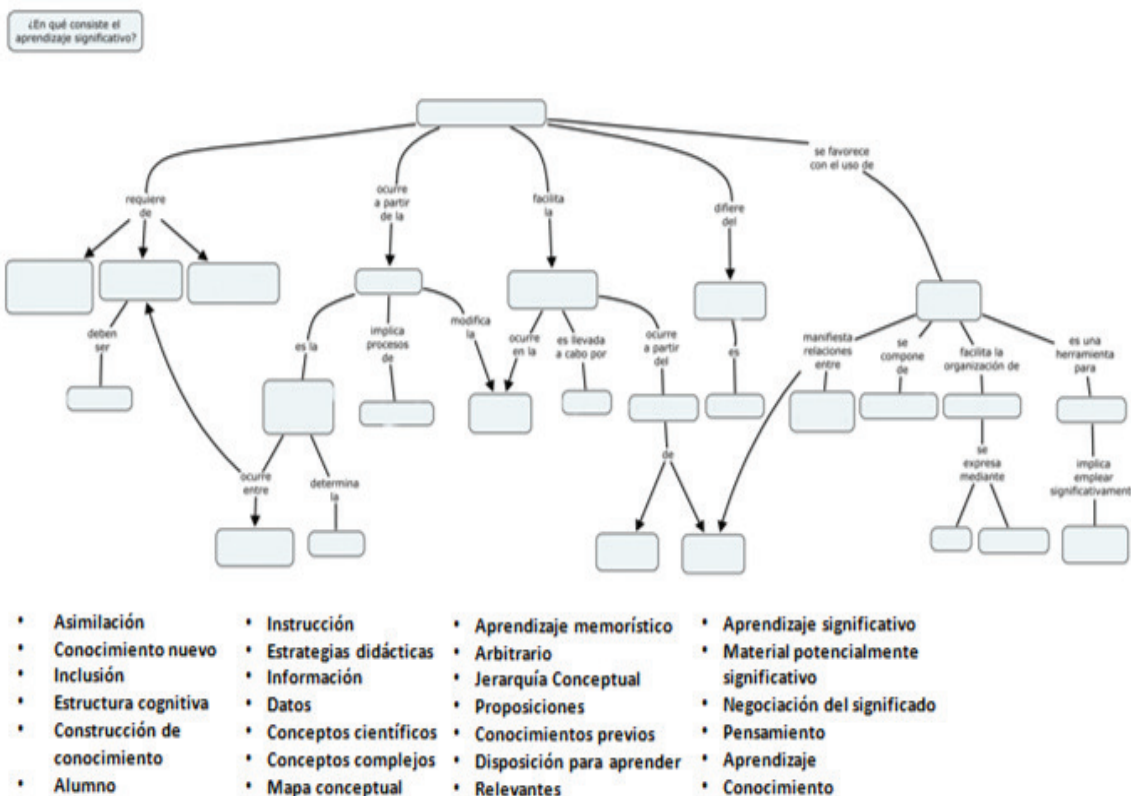 ¿En qué consiste el
aprendizaje significativo?
se favorece
con el uso de
requiere
de
ocurre
a partir
de la
facilita
la
difiere
del
deben
ser
es la
implica
procesos
de
modifica
la
ocurre
en la
es llevada
a cabo por
ocurre
a partir
del
es
manifiesta
relaciones
entre
se
compone
de
facilita la
organización de
es una
herramienta
para
ocurre
entre
determina
la
de
se
expresa
mediante
implica
emplear
significativament
• Asimilación
• Conocimiento nuevo
• Inclusión
• Estructura cognitiva
• Construcción de
conocimiento
• Alumno
• Instrucción
• Estrategias didácticas
• Información
• Datos
• Conceptos científicos
• Conceptos complejos
• Mapa conceptual
• Aprendizaje memorístico
• Arbitrario
• Jerarquía Conceptual
• Proposiciones
• Conocimientos previos
• Disposición para aprender
• Relevantes
• Aprendizaje significativo
• Material potencialmente
significativo
• Negociación del significado
• Pensamiento
• Aprendizaje
• Conocimiento